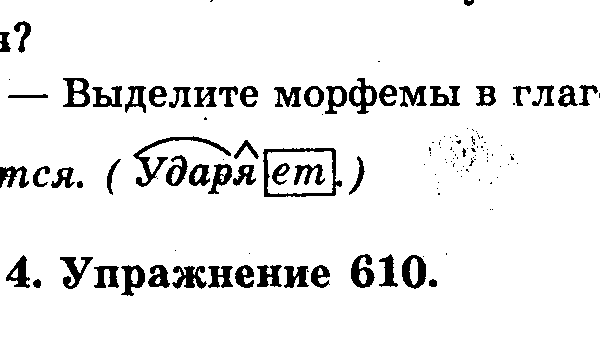 я?
— Выделите морфемы в глаг
тся. (Ударяет.)
4. Упражнение 610.